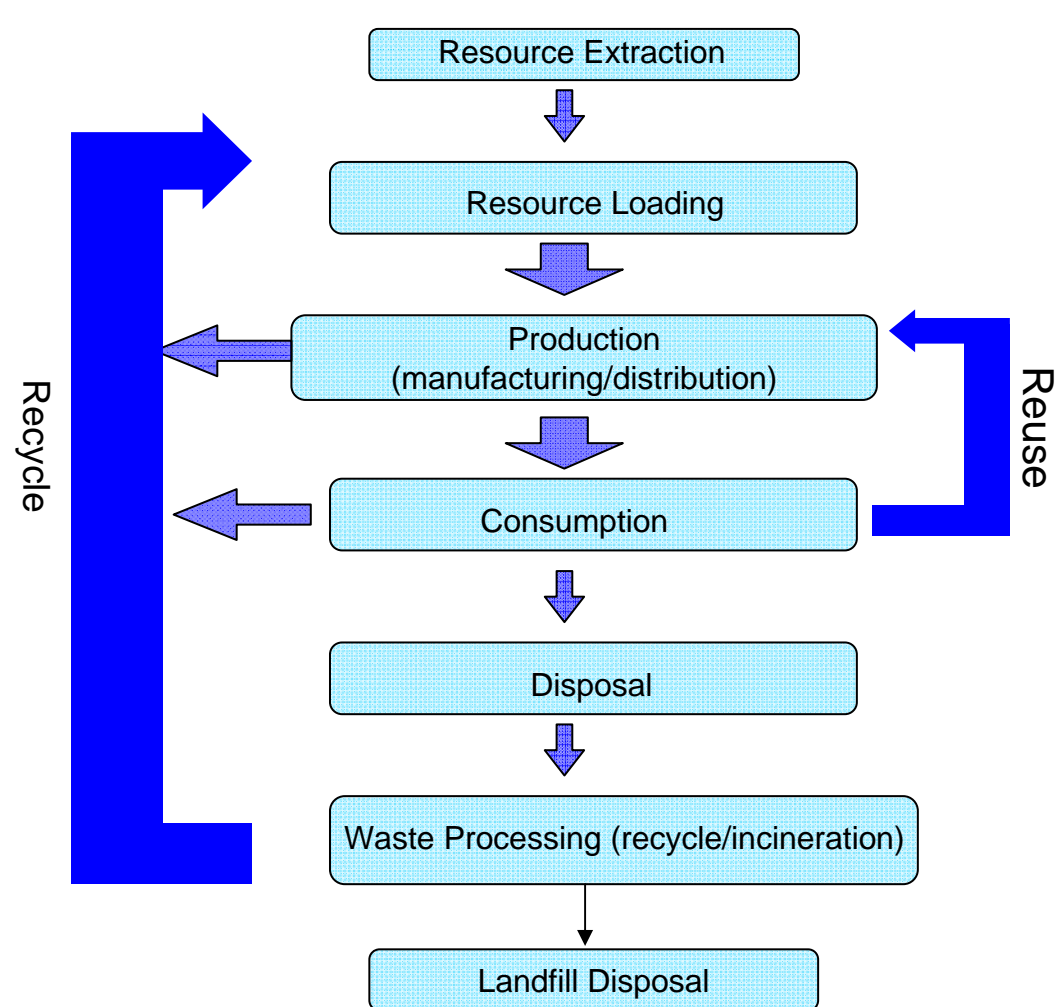 Resource Extraction
Resource Loading
Production
(manufacturing/distribution)
Recycle
Reuse
Consumption
Disposal
Waste Processing (recycle/incineration)
Landfill Disposal